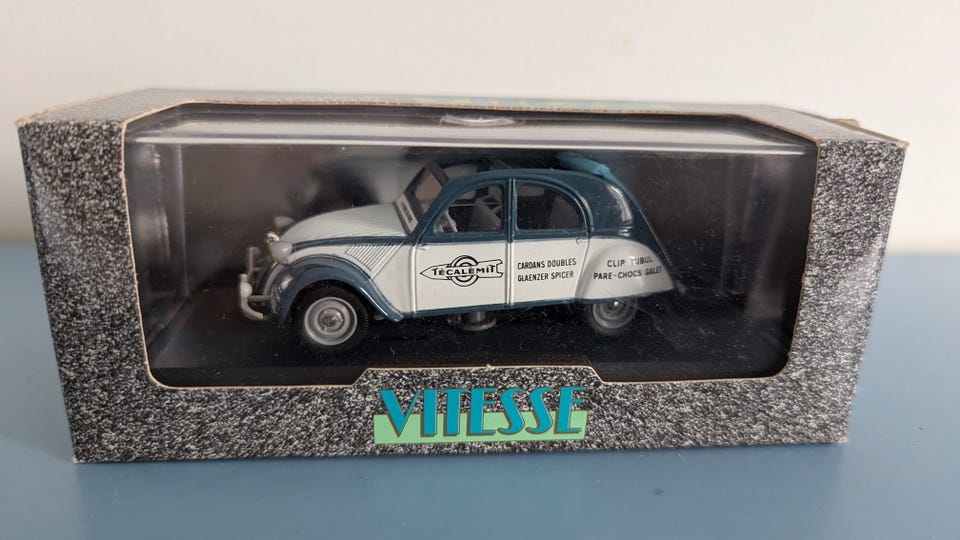 TÉCALÉMIT
CARDANS DOUBLES
GLAENZER SPICER
CLIP TUBUL
PARE-CHOCS GALET
VITESSE